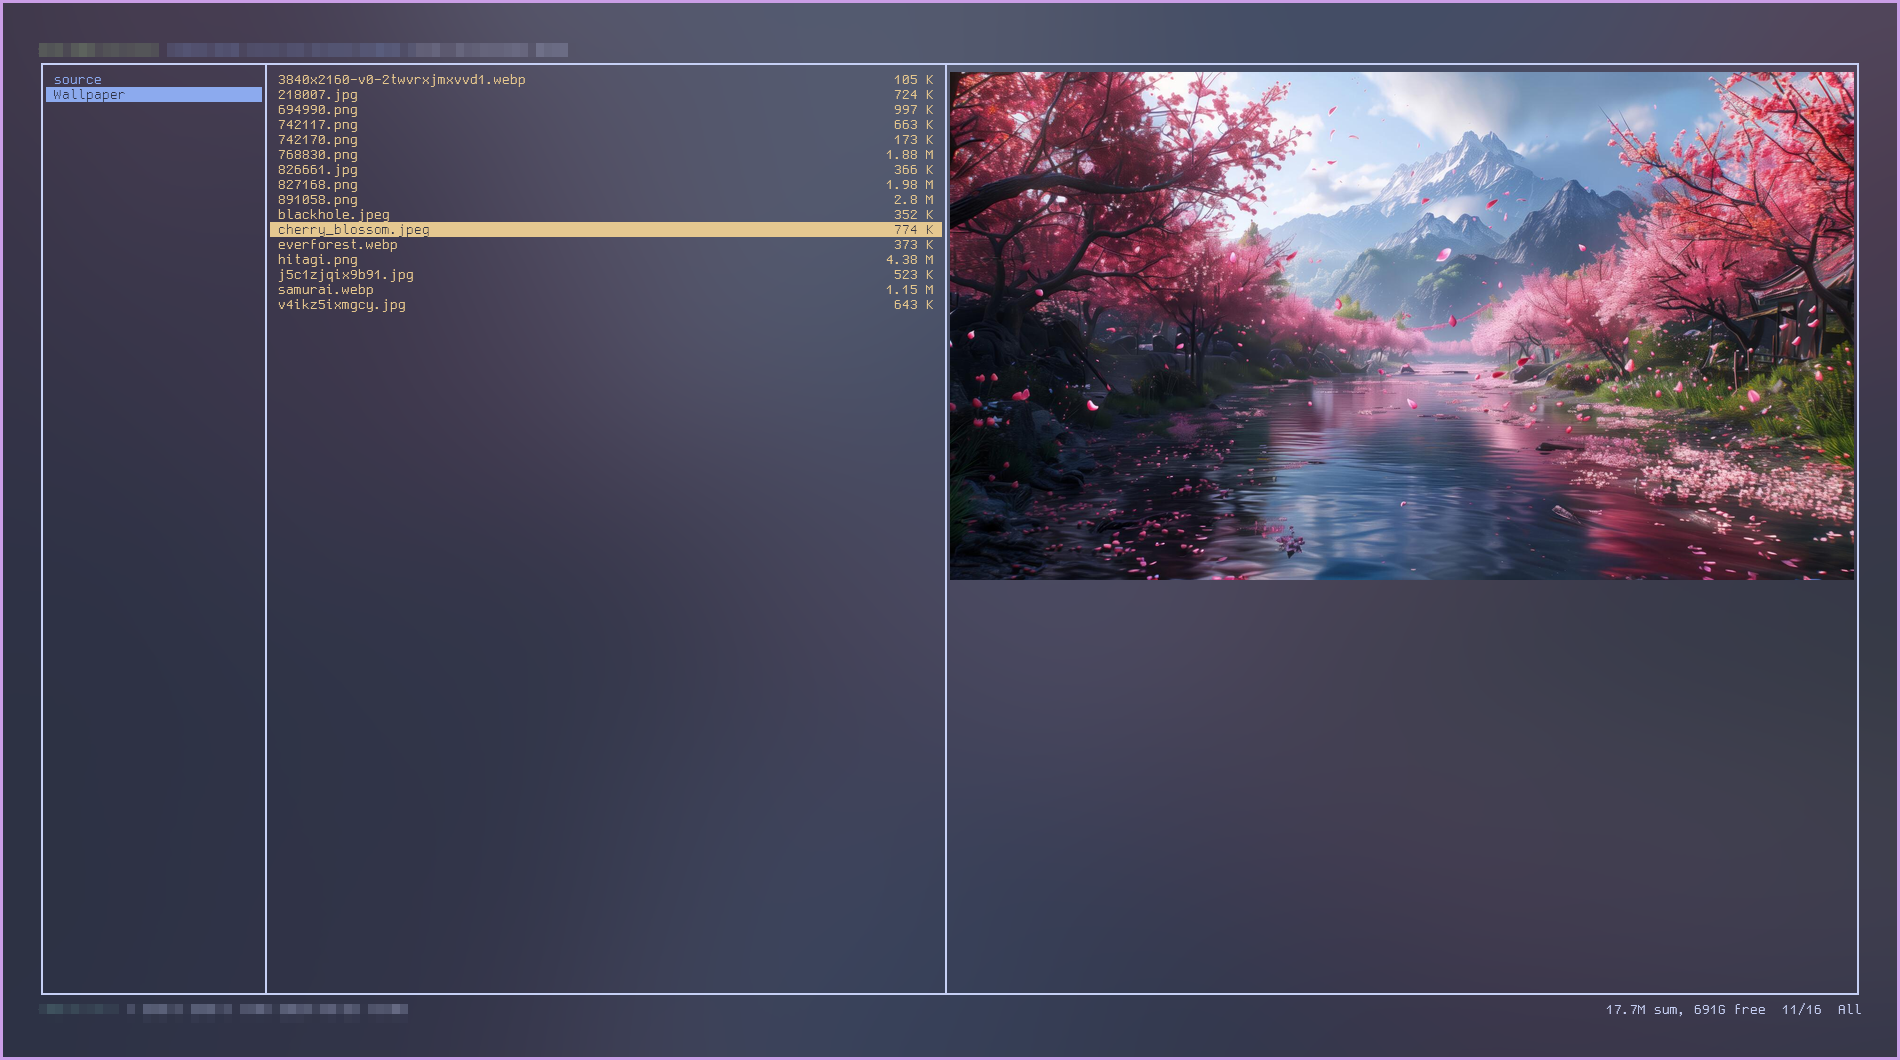 source
Wallpaper
3840x2160-v0-2twvrxjmxvvd1.webp 105 K
218007.jpg 724 K
694990.png 997 K
742117.png 663 K
742170.png 173 K
768830.png 1.88 M
826661.jpg 366 K
827168.png 1.98 M
891058.png 2.8 M
blackhole.jpeg 352 K
cherry_blossom.jpeg 774 K
everforest.webp 373 K
hitagi.png 4.38 M
j5c1zjqix9b91.jpg 523 K
samurai.webp 1.15 M
v4ikz5ixmgcy.jpg 643 K
17.7M sum, 691G free 11/16 All